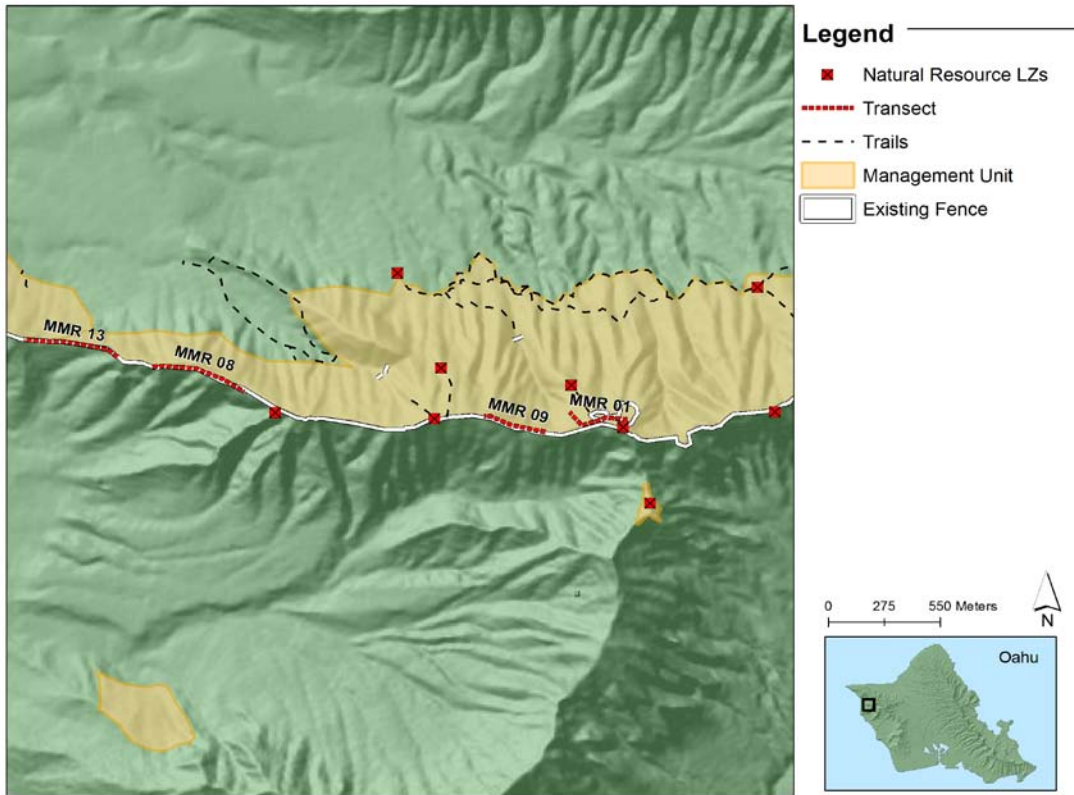 Legend
Natural Resource LZs
Transect
Trails
Management Unit
Existing Fence
MMR 13
MMR 08
MMR 09
MMR 01
0 275 550 Meters
N
Oahu